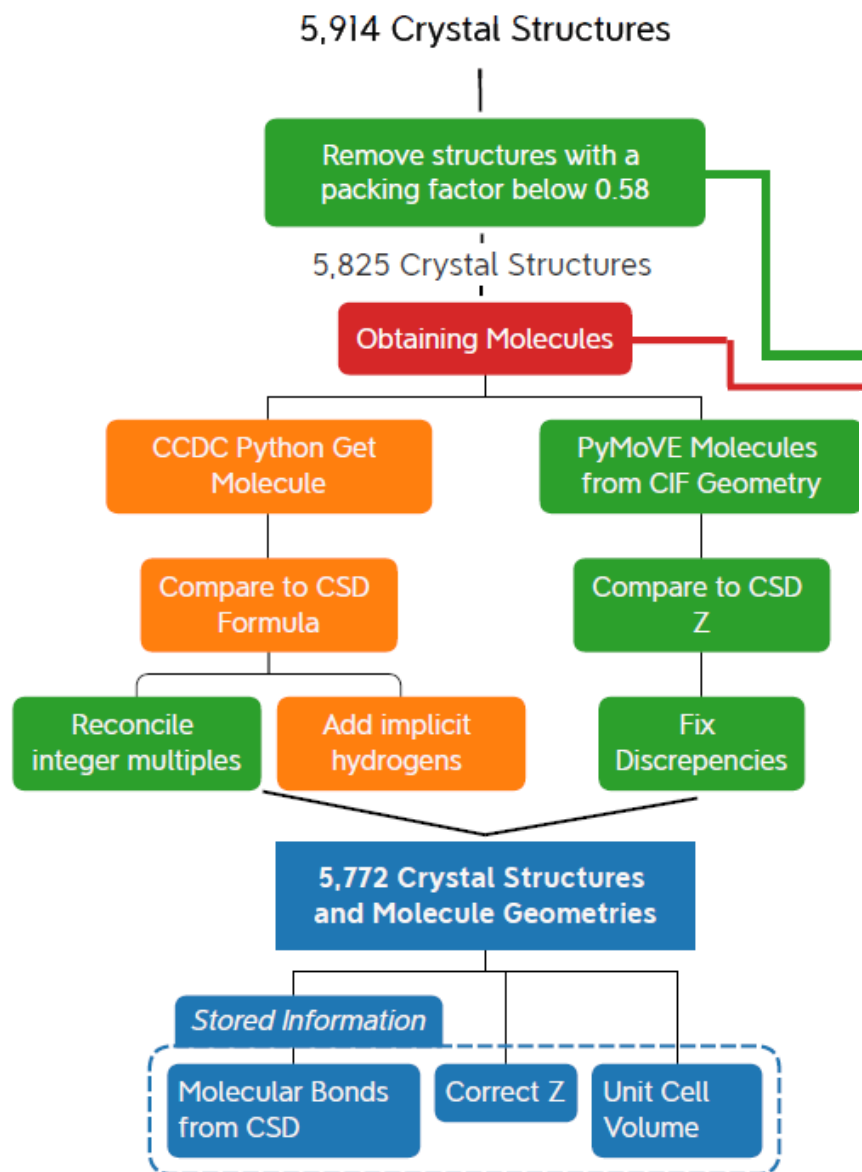 5,914 Crystal Structures
Remove structures with a
packing factor below 0.58
5,825 Crystal Structures
Obtaining Molecules
CCDC Python Get
Molecule
PyMoVE Molecules
from CIF Geometry
Compare to CSD
Formula
Compare to CSD
Z
Reconcile
integer multiples
Add implicit
hydrogens
Fix
Discrepencies
5,772 Crystal Structures
and Molecule Geometries
Stored Information
Molecular Bonds
from CSD
Correct Z
Unit Cell
Volume